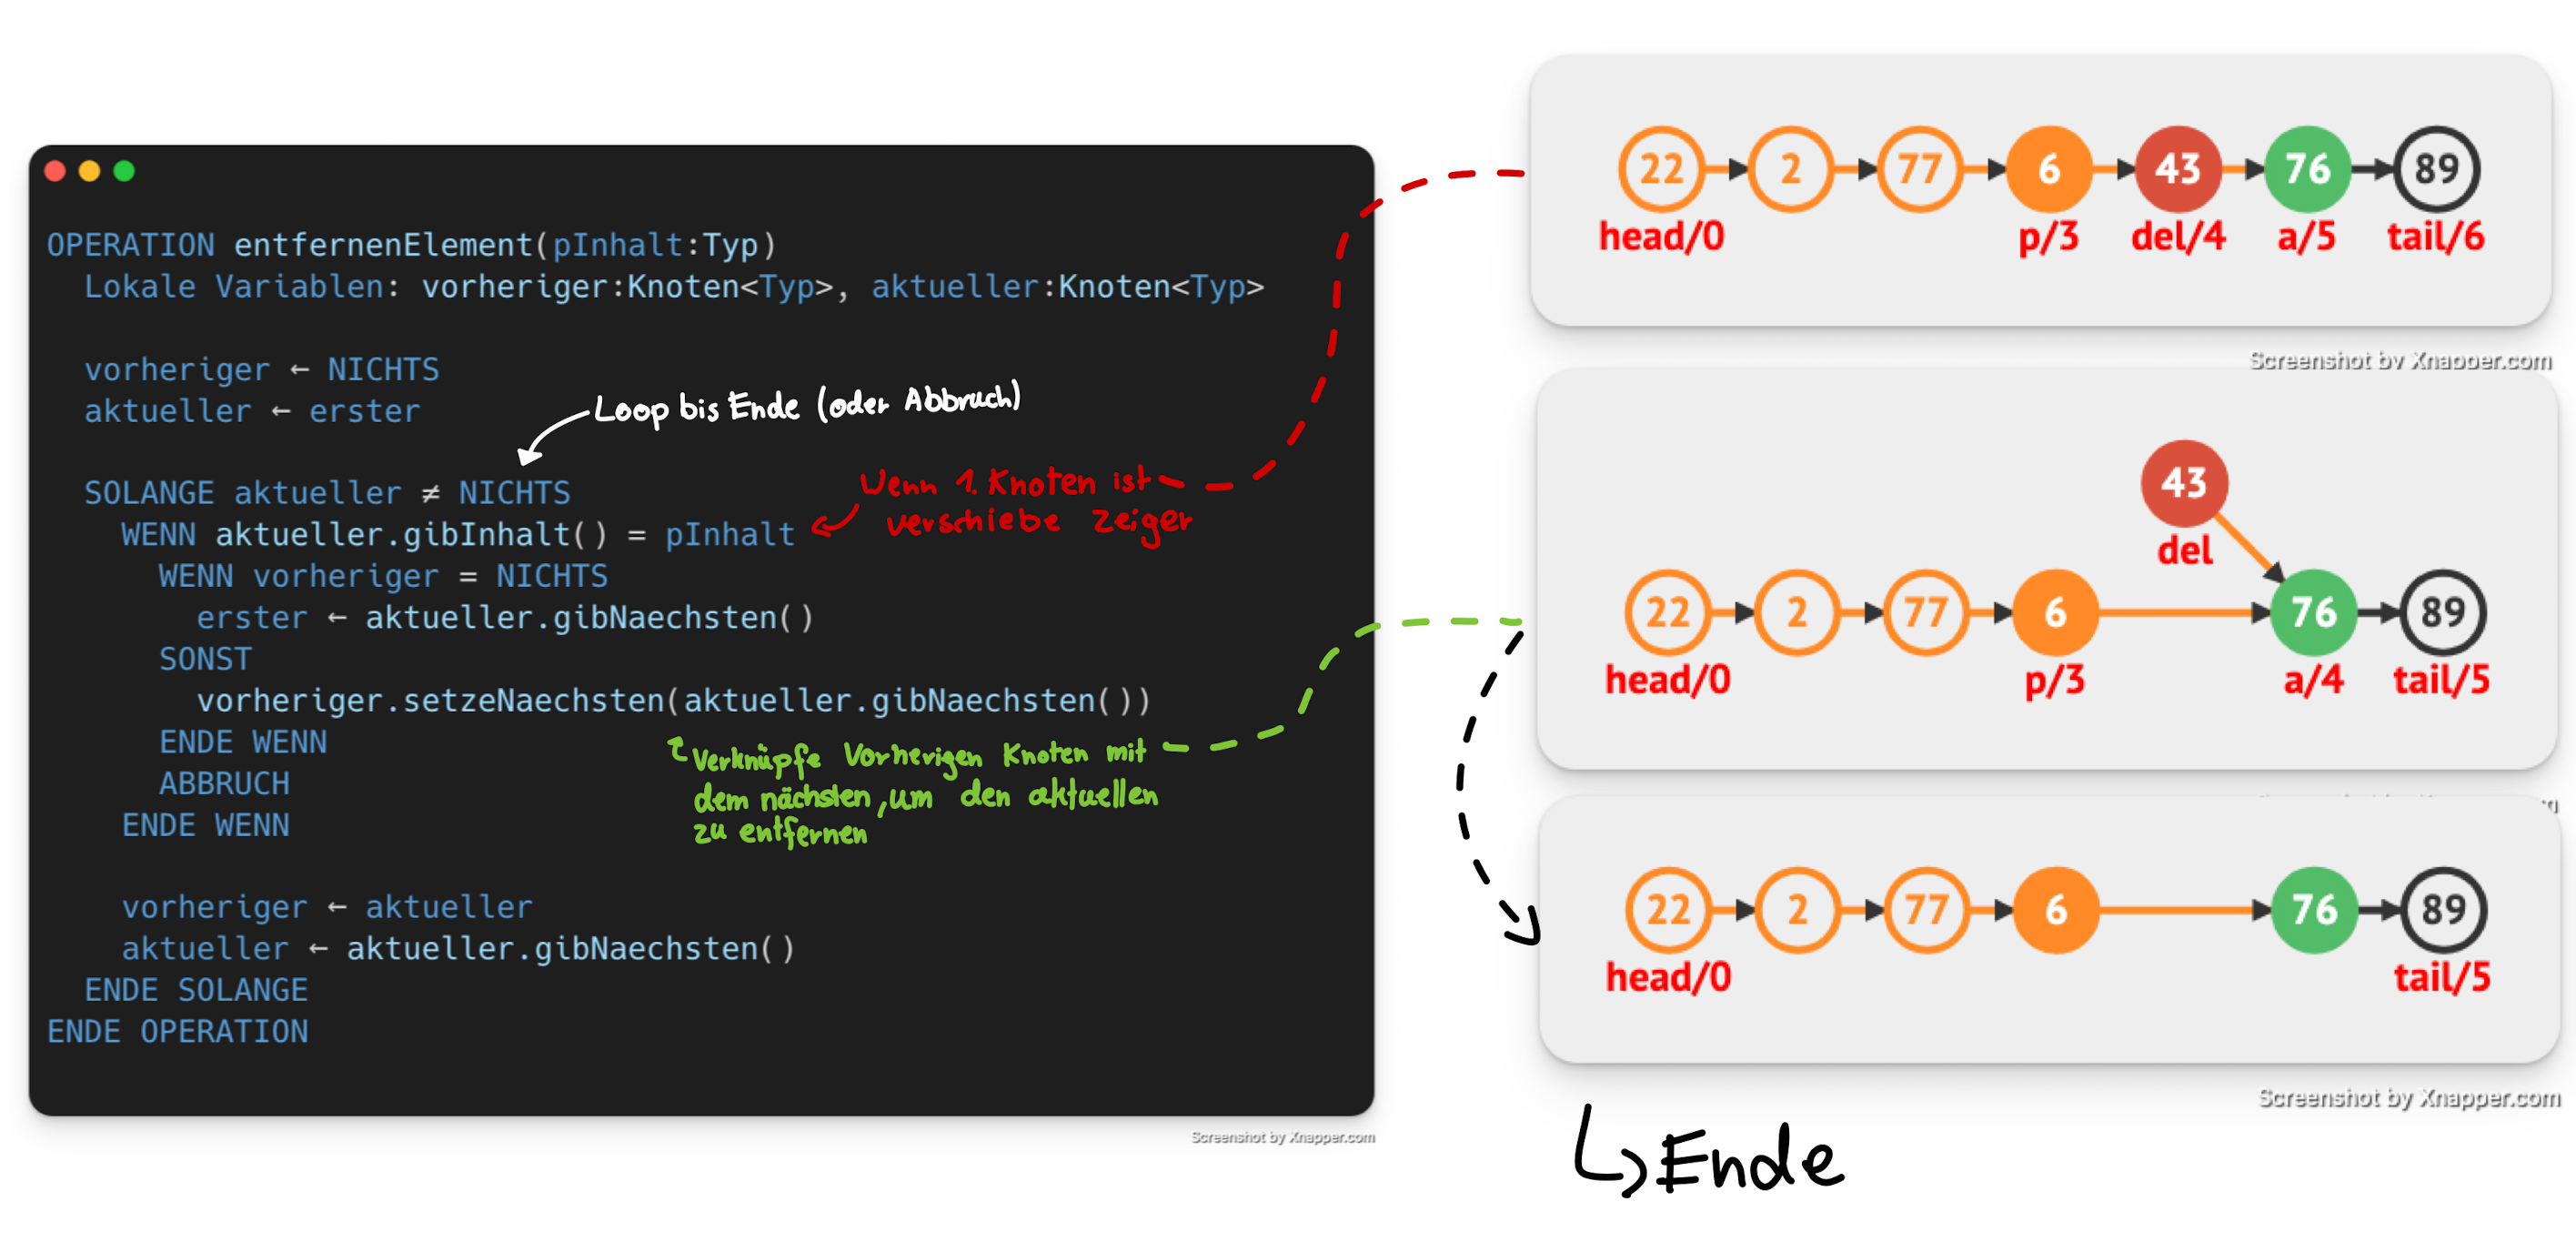 OPERATION entfernenElement(pInhalt:Typ)
Lokale Variablen: vorheriger:Knoten<Typ>, aktueller:Knoten<Typ>
vorheriger ← NICHTS
aktueller ← erster
Loop bis Ende (oder Abbruch)
SOLANGE aktueller ≠ NICHTS
WENN aktueller.gibInhalt() = pInhalt
Wenn 1. Knoten ist
verschiebe Zeiger
WENN vorheriger = NICHTS
erster ← aktueller.gibNaechsten()
SONST
vorheriger.setzeNaechsten(aktueller.gibNaechsten())
ENDE WENN
Verknüpfe Vorherigen Knoten mit
dem nächsten, um den aktuellen
zu entfernen
ABBRUCH
ENDE WENN
vorheriger ← aktueller
aktueller ← aktueller.gibNaechsten()
ENDE SOLANGE
ENDE OPERATION
Screenshot by Xnapper.com
22 2 77 6 43 76 89
head/0 p/3 del/4 a/5 tail/6
Screenshot by Xnapper.com
43
del
22 2 77 6 76 89
head/0 p/3 a/4 tail/5
22 2 77 6 76 89
head/0 tail/5
Screenshot by Xnapper.com
Ende